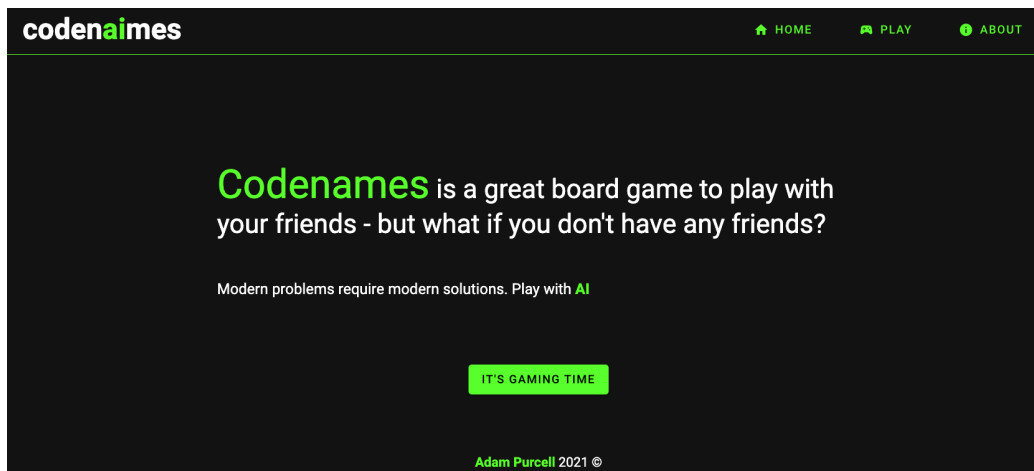 codenaimes
HOME
PLAY
ABOUT
Codenames is a great board game to play with
your friends - but what if you don't have any friends?
Modern problems require modern solutions. Play with AI
IT'S GAMING TIME
Adam Purcell 2021 ©